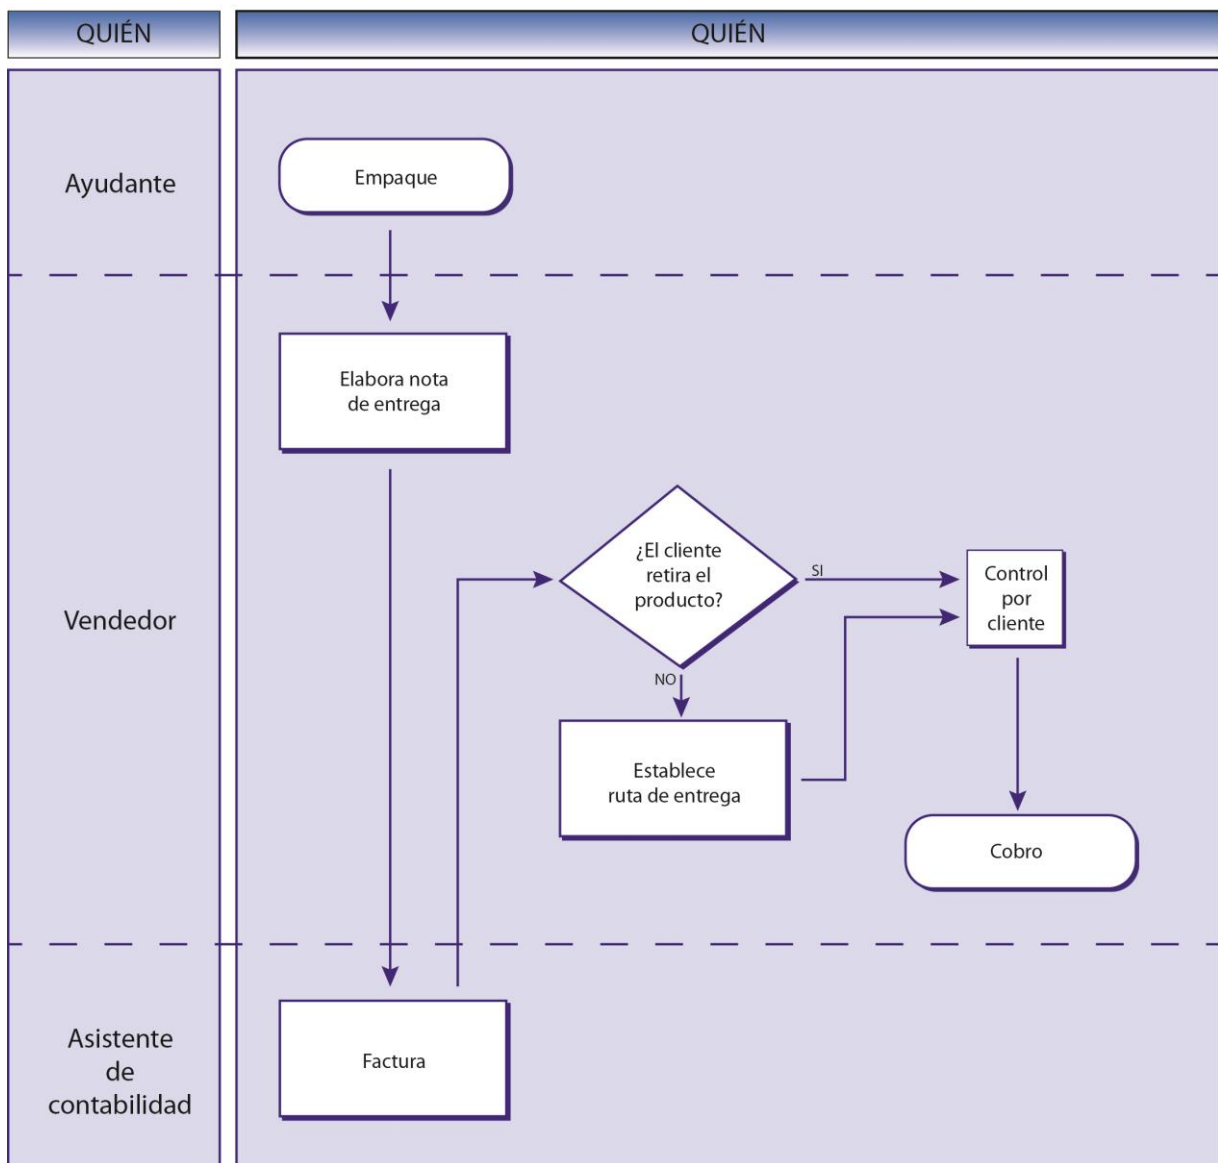 QUIÉN
QUIÉN
Ayudante
Empaque
Elabora nota
de entrega
Vendedor
¿El cliente
retira el
producto?
SI
Control
por
cliente
NO
Establece
ruta de entrega
Cobro
Asistente
de
contabilidad
Factura